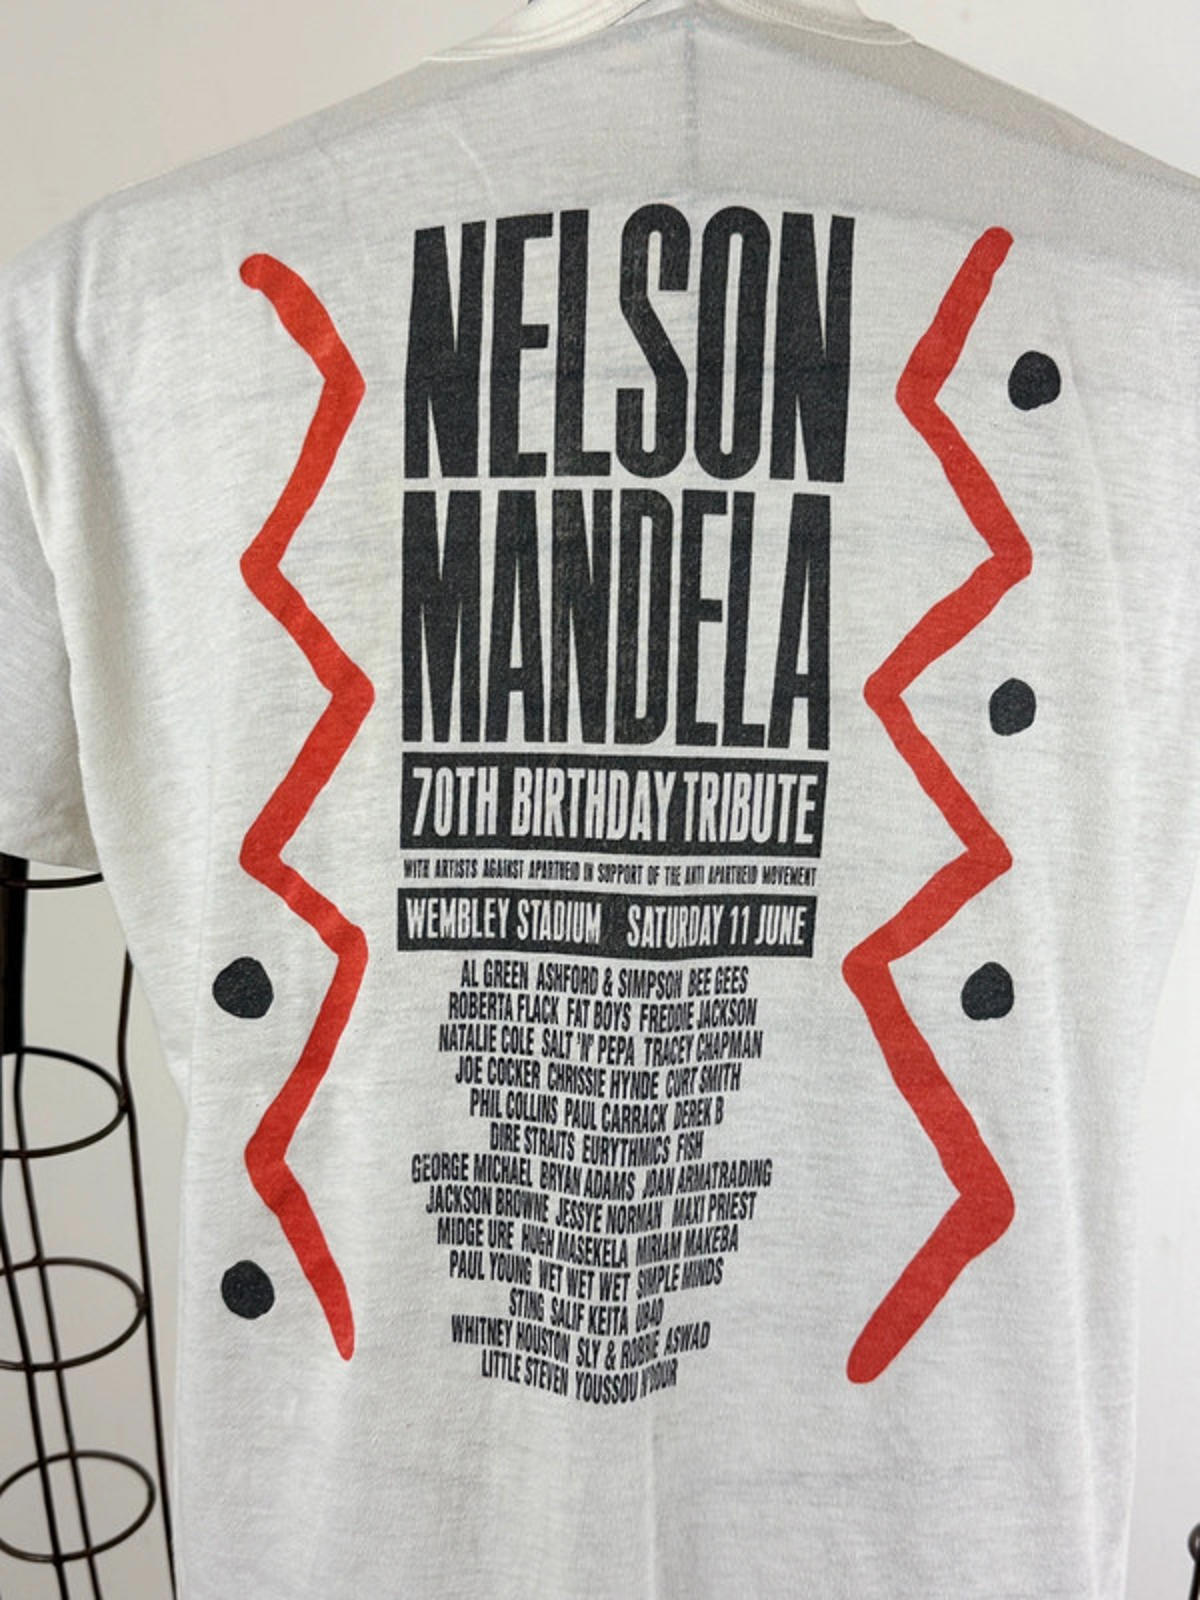 NELSON
MANDELA
70TH BIRTHDAY TRIBUTE
WITH ARTISTS AGAINST APARTHEID IN SUPPORT OF THE ANTI APARTHEID MOVEMENT
WEMBLEY STADIUM SATURDAY 11 JUNE
AL GREEN ASHFORD & SIMPSON BEE GEES
ROBERTA FLACK FAT BOYS FREDDIE JACKSON
NATALIE COLE SALT 'N' PEPA TRACEY CHAPMAN
JOE COCKER CHRISSIE HYNDE CURT SMITH
PHIL COLLINS PAUL CARRACK DEREK B
DIRE STRAITS EURYTHMICS FISH
GEORGE MICHAEL BRYAN ADAMS JOAN ARMATRADING
JACKSON BROWNE JESSYE NORMAN MAXI PRIEST
MIDGE URE HUGH MASEKELA MIRIAM MAKEBA
PAUL YOUNG WET WET WET SIMPLE MINDS
STING SALIF KEITA UB40
WHITNEY HOUSTON SLY & ROBBIE ASWAD
LITTLE STEVEN YOUSSOU N'DOUR